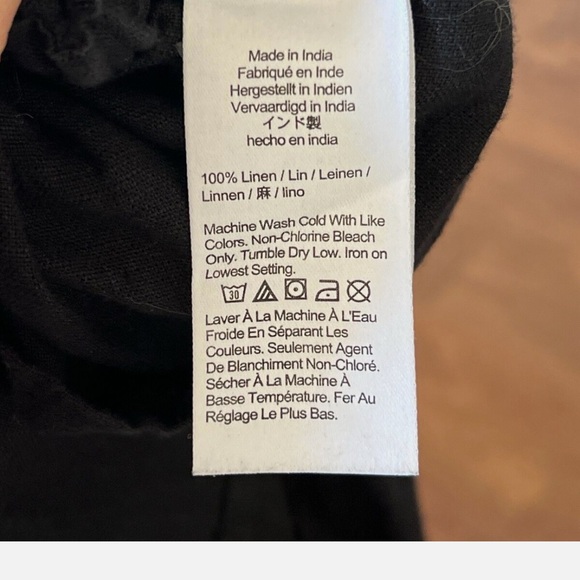 Made in India
Fabriqué en Inde
Hergestellt in Indien
Vervaardigd in India
インド製
hecho en india
100% Linen / Lin / Leinen /
Linnen / 麻 / lino
Machine Wash Cold With Like
Colors. Non-Chlorine Bleach
Only. Tumble Dry Low. Iron on
Lowest Setting.
30
Laver À La Machine À L'Eau
Froide En Séparant Les
Couleurs. Seulement Agent
De Blanchiment Non-Chloré.
Sécher À La Machine À
Basse Température. Fer Au
Réglage Le Plus Bas.